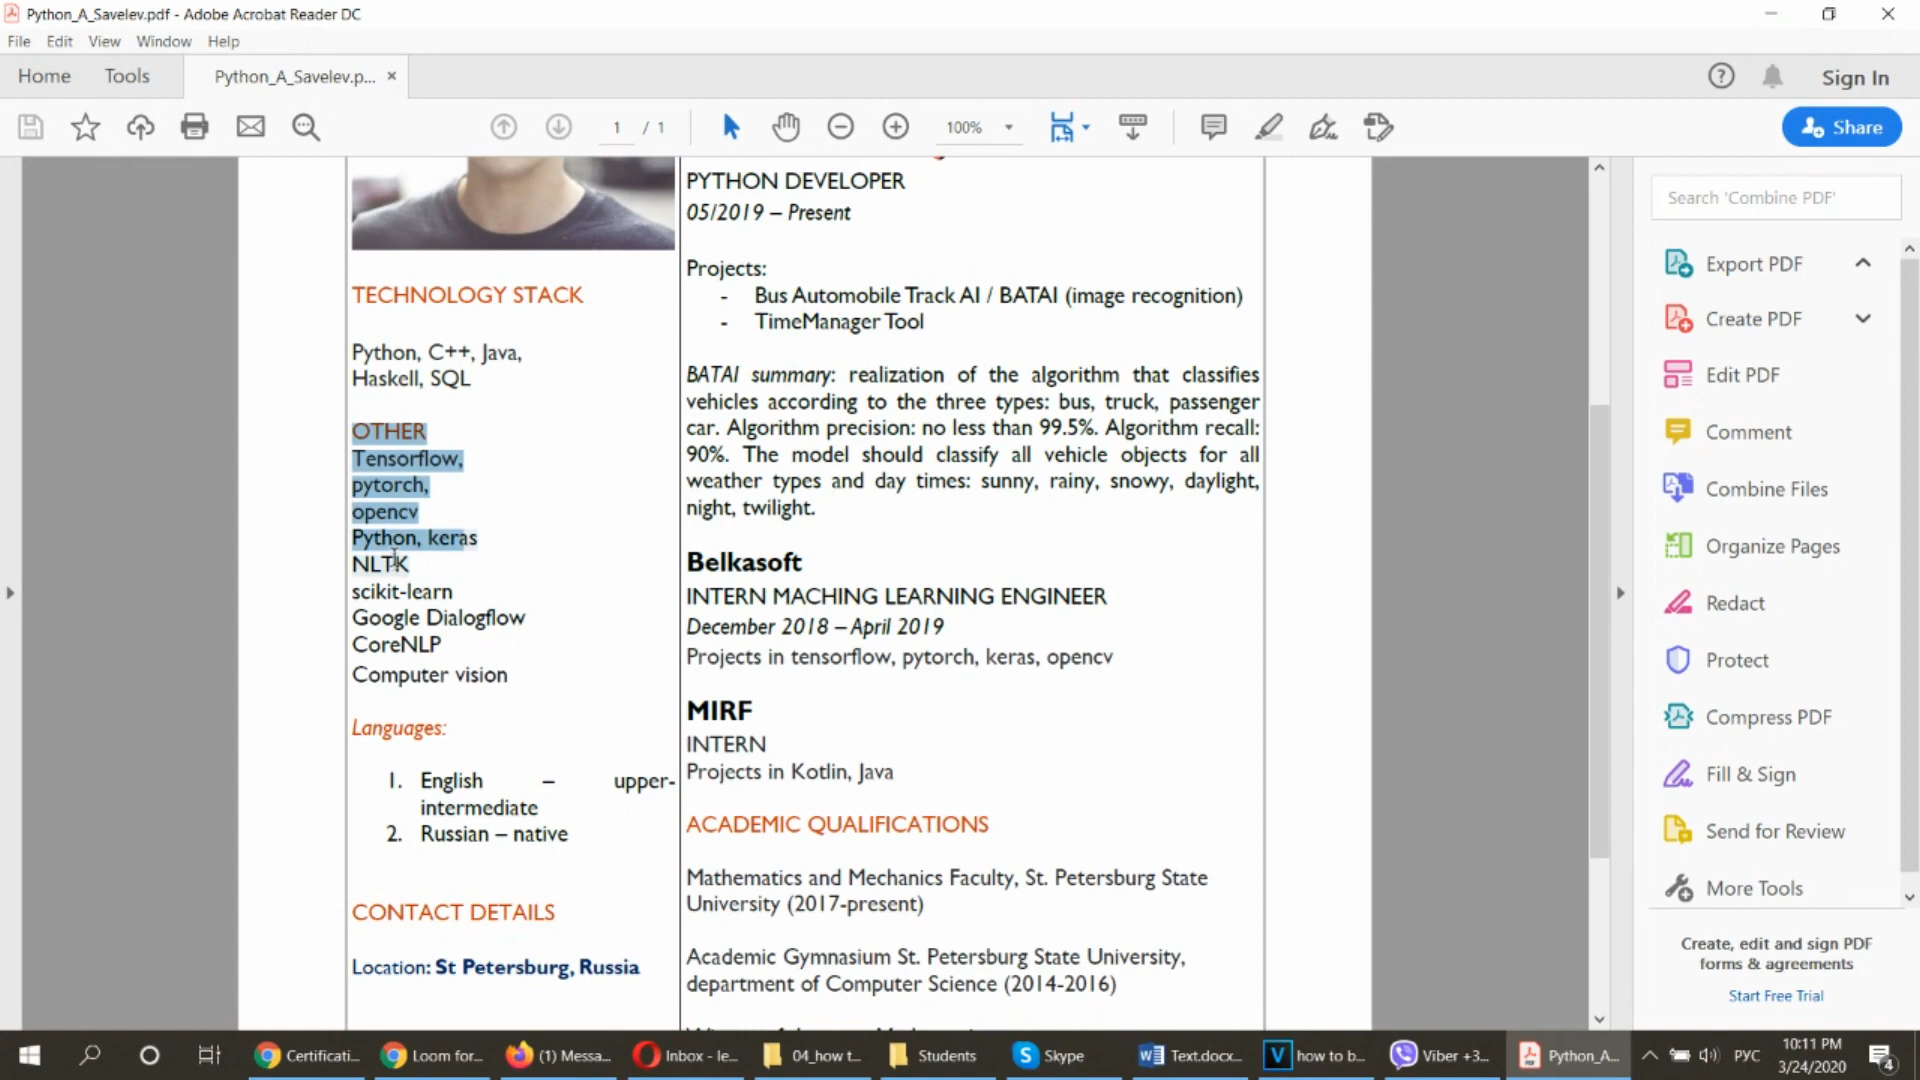 Python_A_Savelev.pdf - Adobe Acrobat Reader DC
File Edit View Window Help
Home Tools Python_A_Savelev.p... × Sign In
1 / 1 100% Share
TECHNOLOGY STACK
Python, C++, Java,
Haskell, SQL
OTHER
Tensorflow,
pytorch,
opencv
Python, keras
NLTK
scikit-learn
Google Dialogflow
CoreNLP
Computer vision
Languages:
1. English – upper-
intermediate
2. Russian – native
CONTACT DETAILS
Location: St Petersburg, Russia
PYTHON DEVELOPER
05/2019 – Present
Projects:
- Bus Automobile Track AI / BATAI (image recognition)
- TimeManager Tool
BATAI summary: realization of the algorithm that classifies
vehicles according to the three types: bus, truck, passenger
car. Algorithm precision: no less than 99.5%. Algorithm recall:
90%. The model should classify all vehicle objects for all
weather types and day times: sunny, rainy, snowy, daylight,
night, twilight.
Belkasoft
INTERN MACHING LEARNING ENGINEER
December 2018 – April 2019
Projects in tensorflow, pytorch, keras, opencv
MIRF
INTERN
Projects in Kotlin, Java
ACADEMIC QUALIFICATIONS
Mathematics and Mechanics Faculty, St. Petersburg State
University (2017-present)
Academic Gymnasium St. Petersburg State University,
department of Computer Science (2014-2016)
Search 'Combine PDF'
Export PDF
Create PDF
Edit PDF
Comment
Combine Files
Organize Pages
Redact
Protect
Compress PDF
Fill & Sign
Send for Review
More Tools
Create, edit and sign PDF
forms & agreements
Start Free Trial
Certificati... Loom for... (1) Messa... Inbox - le... 04_how t... Students Skype Text.docx... how to b... Viber +3... Python_A... РУС 10:11 PM
3/24/2020 4